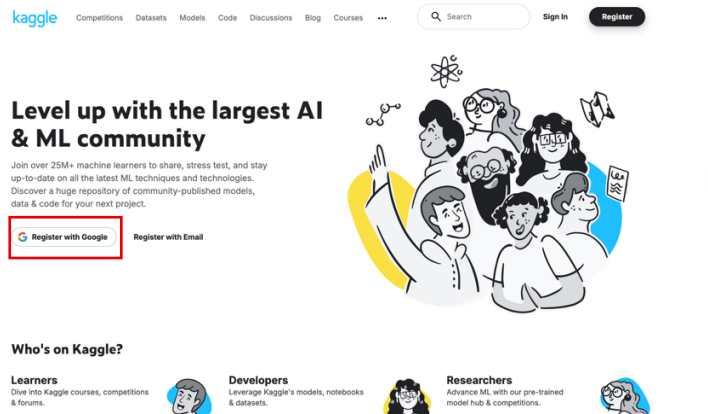 kaggle
Competitions Datasets Models Code Discussions Blog Courses •••
Search
Sign In
Register
Level up with the largest AI
& ML community
Join over 25M+ machine learners to share, stress test, and stay
up-to-date on all the latest ML techniques and technologies.
Discover a huge repository of community-published models,
data & code for your next project.
Register with Google
Register with Email
Who's on Kaggle?
Learners
Dive into Kaggle courses, competitions
& forums.
Developers
Leverage Kaggle's models, notebooks
& datasets.
Researchers
Advance ML with our pre-trained
model hub & competitions.